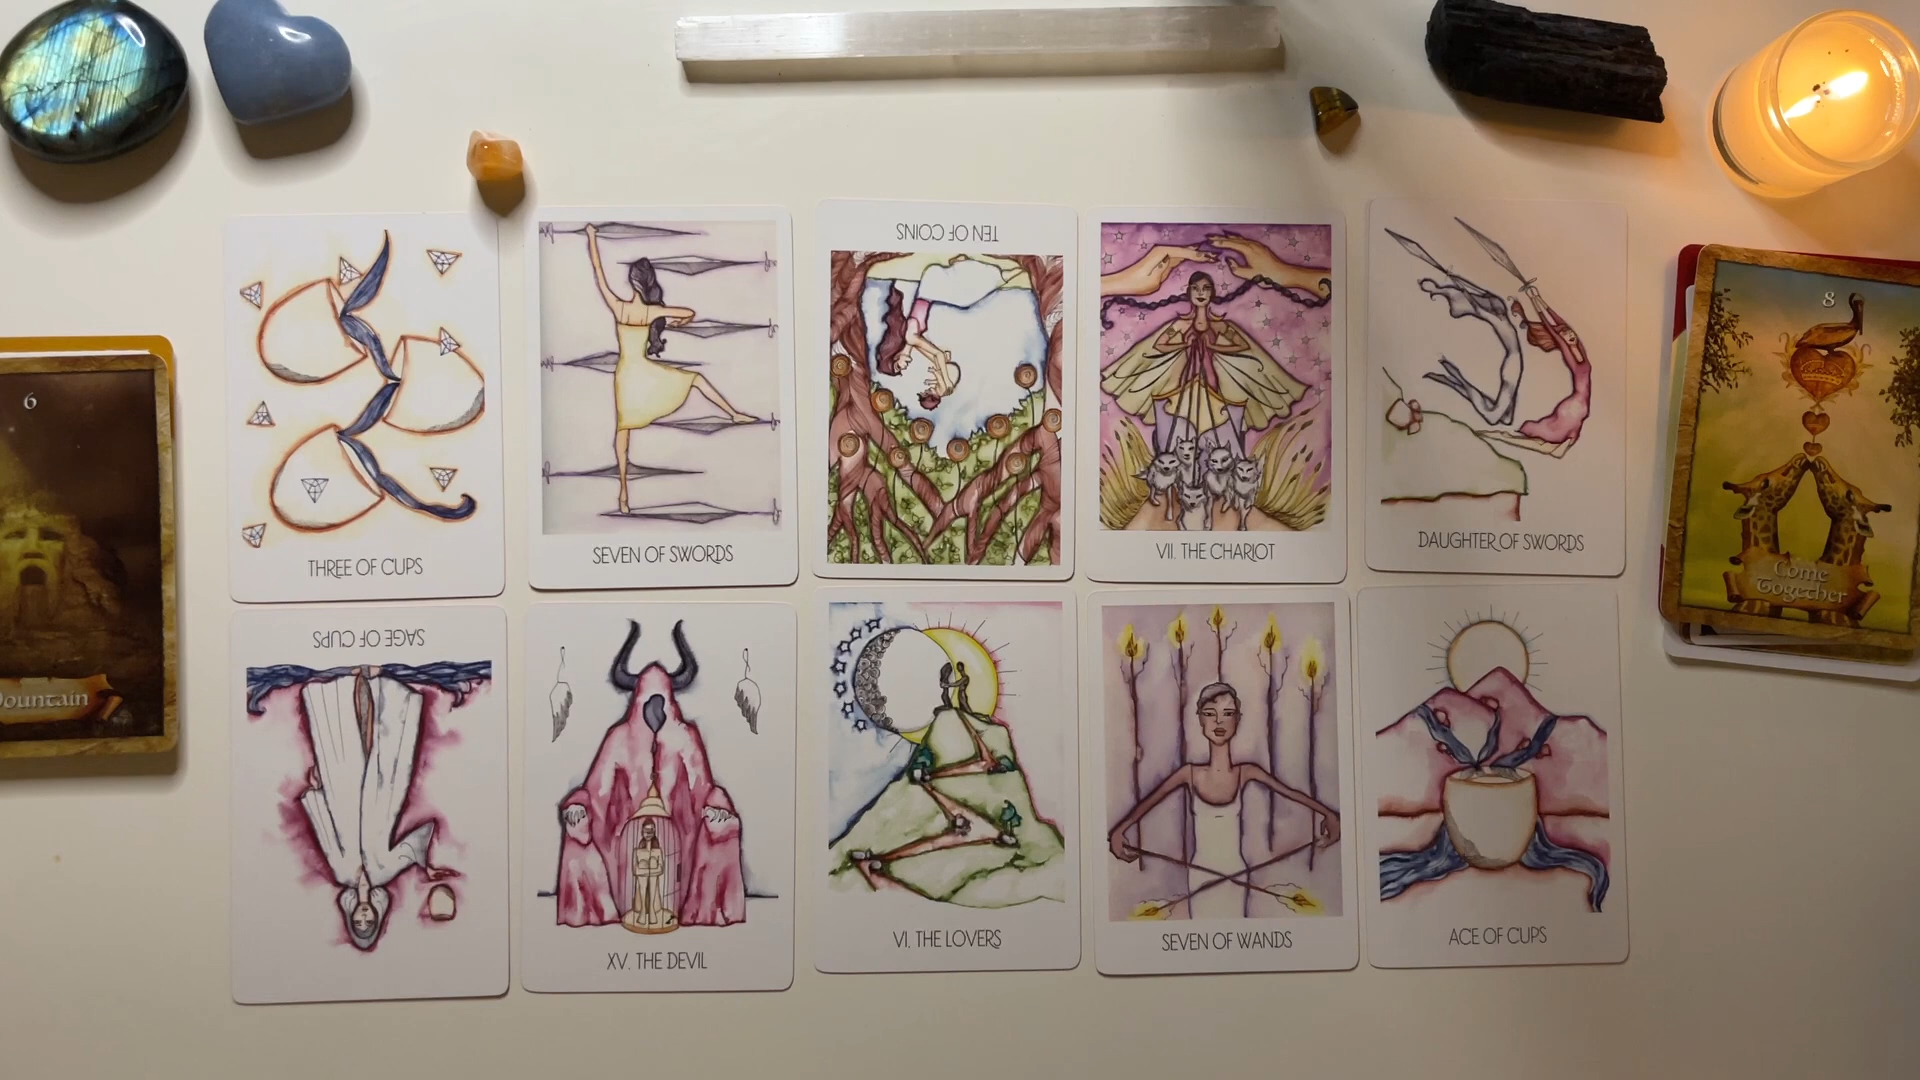 6
ountain
THREE OF CUPS
SEVEN OF SWORDS
TEN OF COINS
VII. THE CHARIOT
DAUGHTER OF SWORDS
8
Come
Together
SAGE OF CUPS
XV. THE DEVIL
VI. THE LOVERS
SEVEN OF WANDS
ACE OF CUPS